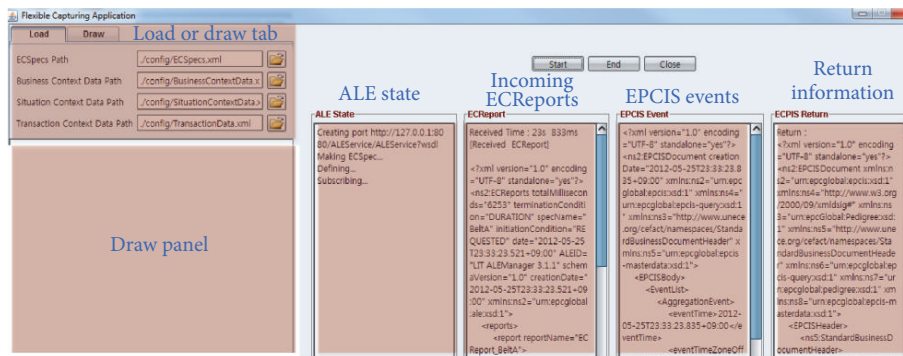 Flexible Capturing Application
Load Draw Load or draw tab
ECSpecs Path ./config/ECSpecs.xml
Business Context Data Path ./config/BusinessContextData.x
Situation Context Data Path ./config/SituationContextData.x
Transaction Context Data Path ./config/TransactionData.xml
Draw panel
Start End Close
ALE state
ALE State
Creating port http://127.0.0.1:80
80/ALEService/ALEService?wsdl
Making ECSpec...
Defining...
Subscribing...
Incoming
ECReports
ECReport
Received Time : 23s 833ms
[Received ECReport]
<?xml version="1.0" encoding
="UTF-8" standalone="yes"?>
<ns2:ECReports totalMillisecon
ds="6253" terminationConditi
on="DURATION" specName="
BeltA" initiationCondition="RE
QUESTED" date="2012-05-25
T23:33:23.521+09:00" ALEID=
"LIT ALEManager 3.1.1" schem
aVersion="1.0" creationDate="
2012-05-25T23:33:23.521+09
:00" xmlns:ns2="urn:epcglobal
:ale:xsd:1">
<reports>
<report reportName="EC
Report_BeltA">
EPCIS events
EPCIS Event
<?xml version="1.0" encoding
="UTF-8" standalone="yes"?>
<ns2:EPCISDocument creation
Date="2012-05-25T23:33:23.8
35+09:00" xmlns:ns2="urn:epc
global:epcis:xsd:1" xmlns:ns4="
urn:epcglobal:epcis-query:xsd:1
" xmlns:ns3="http://www.unece
.org/cefact/namespaces/Standa
rdBusinessDocumentHeader" x
mlns:ns5="urn:epcglobal:epcis
-masterdata:xsd:1">
<EPCISBody>
<EventList>
<AggregationEvent>
<eventTime>2012-
05-25T23:33:23.835+09:00</e
ventTime>
<eventTimeZoneOff
Return
information
ECPIS Return
Return :
<?xml version="1.0" encoding
="UTF-8" standalone="yes"?>
<ns2:EPCISDocument xmlns:n
s2="urn:epcglobal:epcis:xsd:1"
xmlns:ns4="http://www.w3.org
/2000/09/xmldsig#" xmlns:ns
3="urn:epcGlobal:Pedigree:xsd:
1" xmlns:ns5="http://www.une
ce.org/cefact/namespaces/Sta
ndardBusinessDocumentHeade
r" xmlns:ns6="urn:epcglobal:ep
cis-query:xsd:1" xmlns:ns7="ur
n:epcglobal:pedigree:xsd:1" xm
lns:ns8="urn:epcglobal:epcis-m
asterdata:xsd:1">
<EPCISHeader>
<ns5:StandardBusinessD
ocumentHeader>